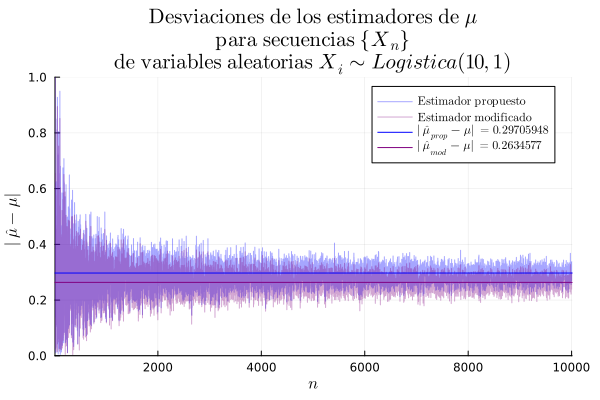 Desviaciones de los estimadores de μ
para secuencias {Xₙ}
de variables aleatorias Xᵢ ∼ Logistica(10, 1)
1.0
0.8
0.6
0.4
0.2
0.0
| μ̂ − μ|
Estimador propuesto
Estimador modificado
| μ̂_prop − μ| = 0.29705948
| μ̂_mod − μ| = 0.2634577
2000 4000 6000 8000 10000
n